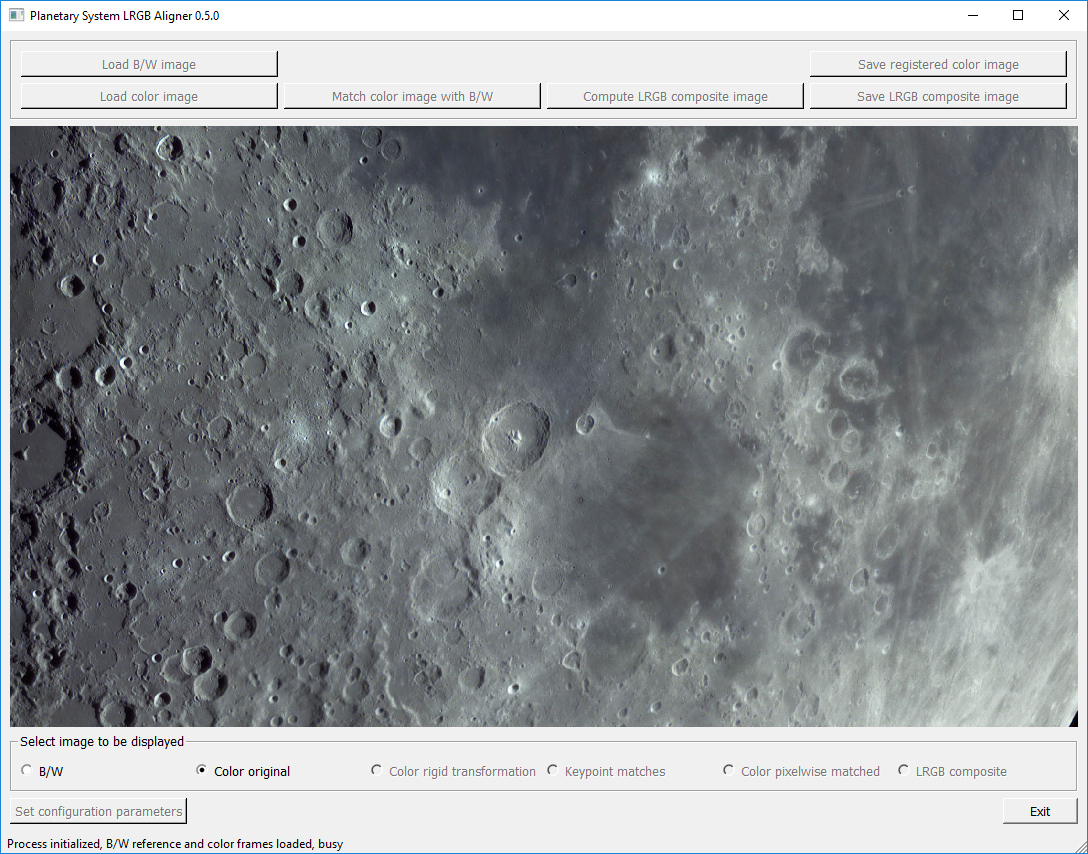 Planetary System LRGB Aligner 0.5.0
Load B/W image
Save registered color image
Load color image
Match color image with B/W
Compute LRGB composite image
Save LRGB composite image
Select image to be displayed
B/W
Color original
Color rigid transformation
Keypoint matches
Color pixelwise matched
LRGB composite
Set configuration parameters
Exit
Process initialized, B/W reference and color frames loaded, busy